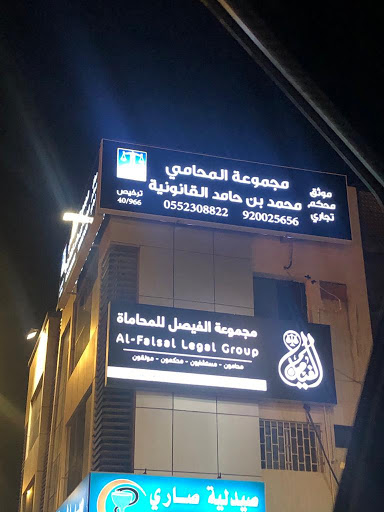 مجموعة المحامي
محمد بن حامد القانونية
موثق
محكم
تجاري
ترخيص
40/966
0552308822 920025656
مجموعة الفيصل للمحاماة
Al-Faisal Legal Group
محامون - مستشارون - محكمون - موثقون
الفيصل
صيدلية صاري